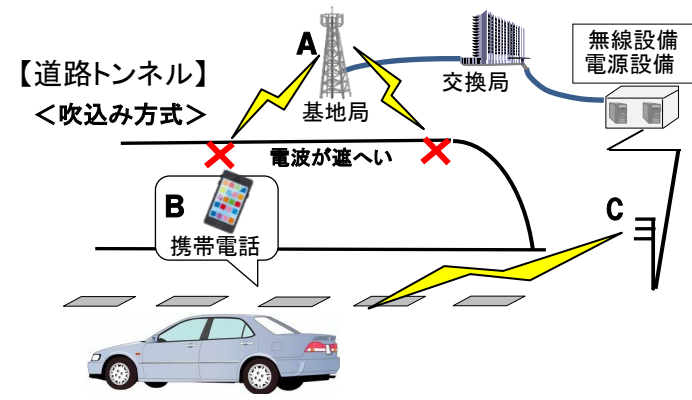 【道路トンネル】
＜吹込み方式＞
A
基地局
交換局
無線設備
電源設備
電波が遮へい
B
携帯電話
C